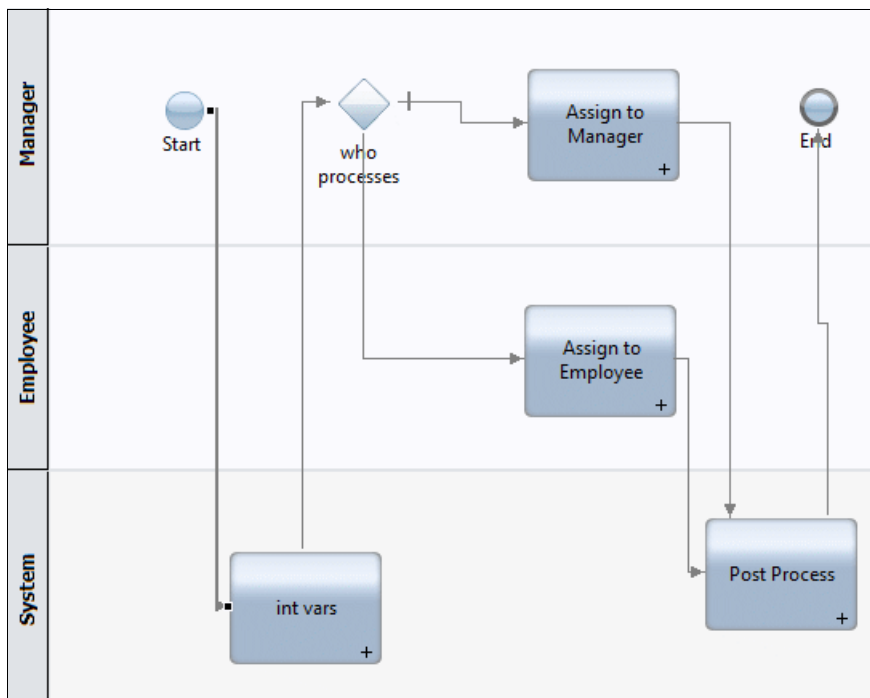 Manager
Start
who
processes
Assign to
Manager
+
End
Employee
Assign to
Employee
+
System
int vars
+
Post Process
+